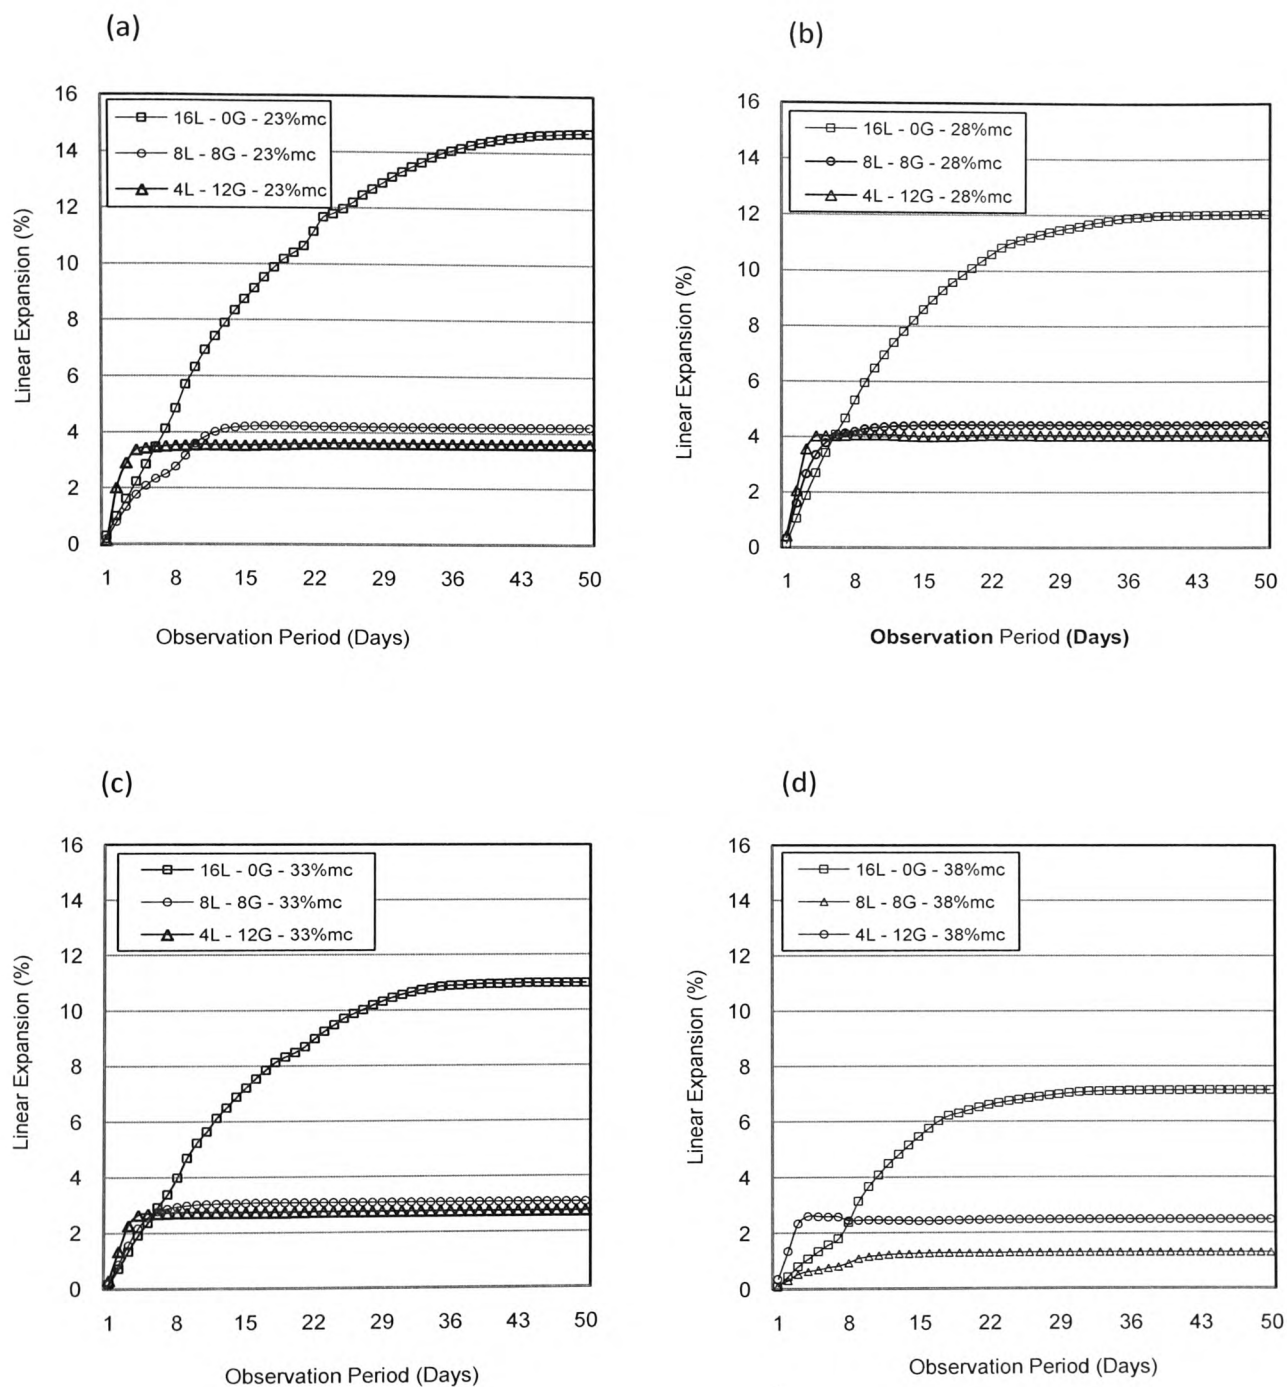 (a)
16
14
12
10
8
6
4
2
0
Linear Expansion (%)
16L - 0G - 23%mc
8L - 8G - 23%mc
4L - 12G - 23%mc
1 8 15 22 29 36 43 50
Observation Period (Days)
(b)
16
14
12
10
8
6
4
2
0
Linear Expansion (%)
16L - 0G - 28%mc
8L - 8G - 28%mc
4L - 12G - 28%mc
1 8 15 22 29 36 43 50
Observation Period (Days)
(c)
16
14
12
10
8
6
4
2
0
Linear Expansion (%)
16L - 0G - 33%mc
8L - 8G - 33%mc
4L - 12G - 33%mc
1 8 15 22 29 36 43 50
Observation Period (Days)
(d)
16
14
12
10
8
6
4
2
0
Linear Expansion (%)
16L - 0G - 38%mc
8L - 8G - 38%mc
4L - 12G - 38%mc
1 8 15 22 29 36 43 50
Observation Period (Days)